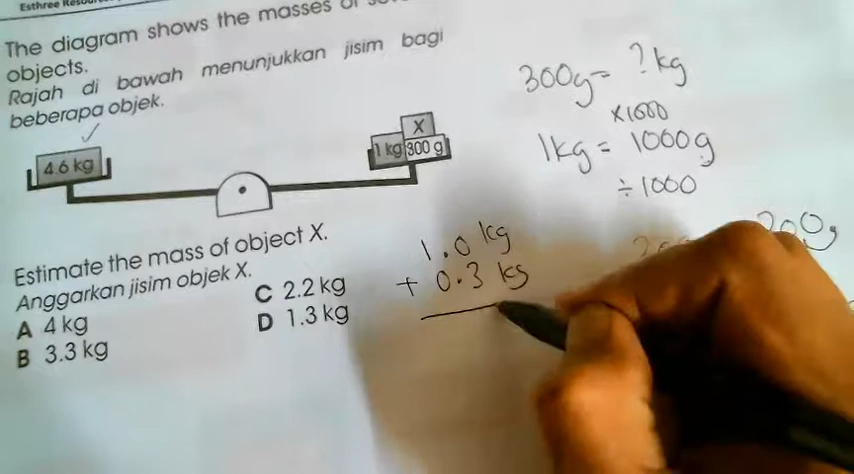 Esthree
The diagram shows the masses
objects.
Rajah di bawah menunjukkan jisim bagi
beberapa objek.
4.6 kg
X
1 kg 300 g
Estimate the mass of object X.
Anggarkan jisim objek X.
A 4 kg
B 3.3 kg
C 2.2 kg
D 1.3 kg
300g = ? kg
×1000
1kg = 1000g
÷1000
1.0 kg
+ 0.3 kg